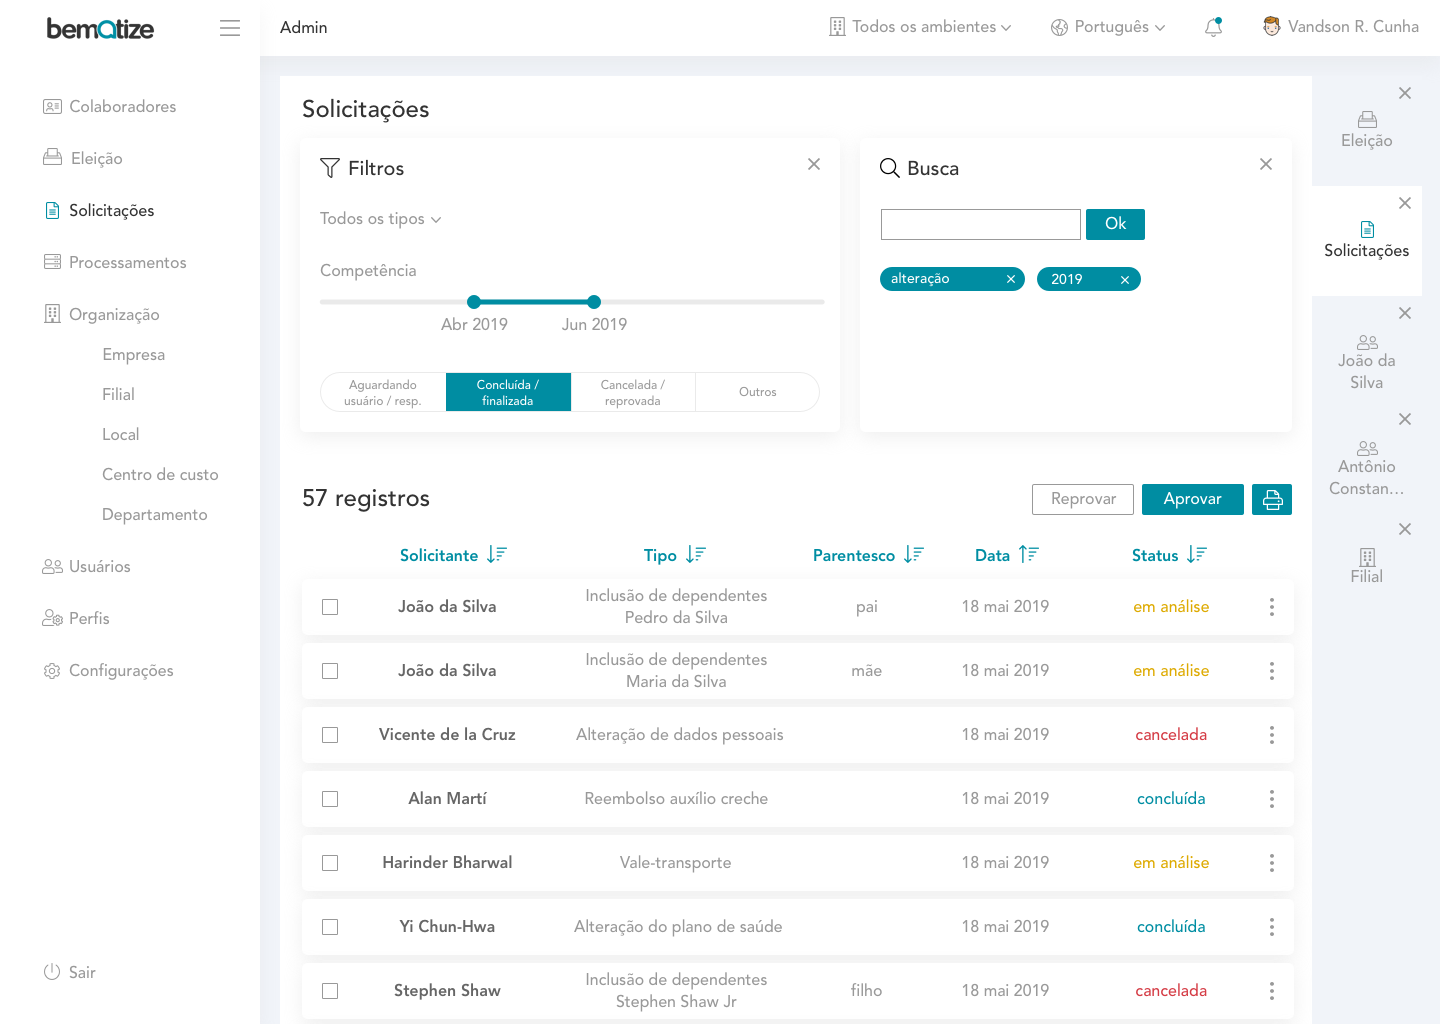 bematize
Admin
Todos os ambientes
Português
Vandson R. Cunha
Colaboradores
Eleição
Solicitações
Processamentos
Organização
Empresa
Filial
Local
Centro de custo
Departamento
Usuários
Perfis
Configurações
Sair
Solicitações
Filtros
Todos os tipos
Competência
Abr 2019
Jun 2019
Aguardando
usuário / resp.
Concluída /
finalizada
Cancelada /
reprovada
Outros
Busca
Ok
alteração
2019
57 registros
Reprovar
Aprovar
Solicitante Tipo Parentesco Data Status
João da Silva
Inclusão de dependentes
Pedro da Silva
pai 18 mai 2019 em análise
João da Silva
Inclusão de dependentes
Maria da Silva
mãe 18 mai 2019 em análise
Vicente de la Cruz Alteração de dados pessoais 18 mai 2019 cancelada
Alan Martí Reembolso auxílio creche 18 mai 2019 concluída
Harinder Bharwal Vale-transporte 18 mai 2019 em análise
Yi Chun-Hwa Alteração do plano de saúde 18 mai 2019 concluída
Stephen Shaw
Inclusão de dependentes
Stephen Shaw Jr
filho 18 mai 2019 cancelada
Eleição
Solicitações
João da
Silva
Antônio
Constan...
Filial